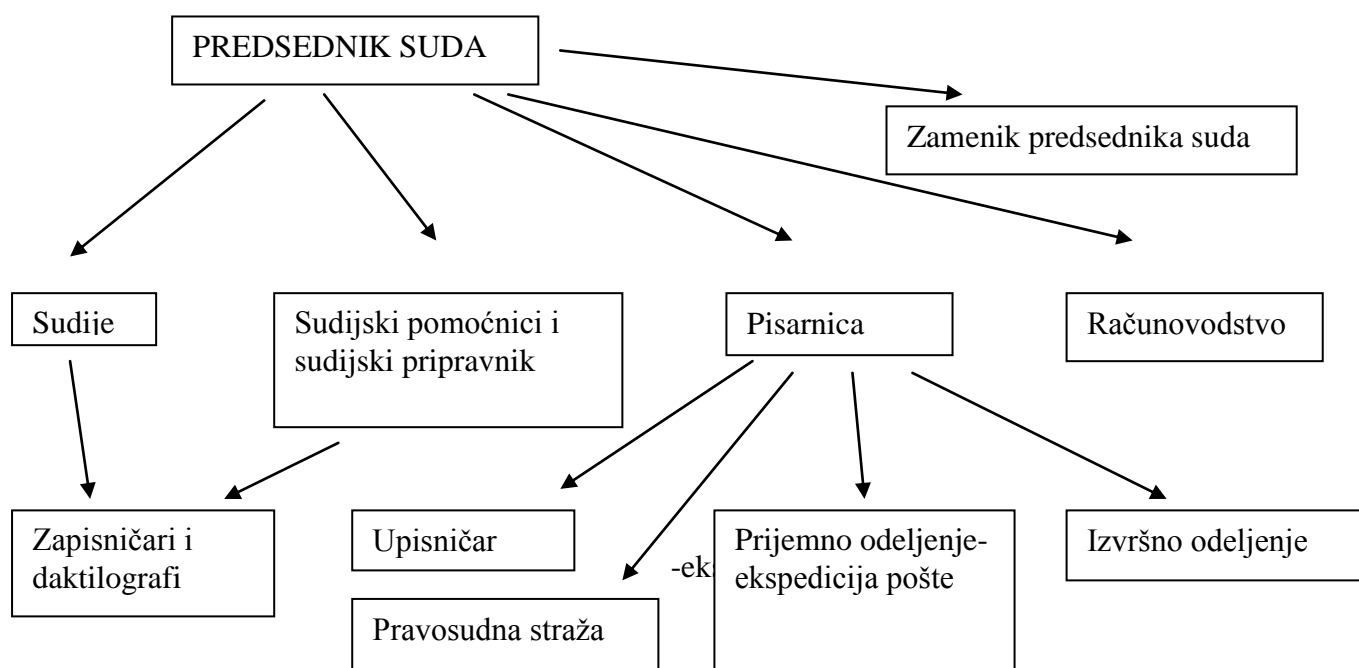 PREDSEDNIK SUDA
Zamenik predsednika suda
Sudije
Sudijski pomoćnici i
sudijski pripravnik
Pisarnica
Računovodstvo
Zapisničari i
daktilografi
Upisničar
Prijemno odeljenje-
ekspedicija pošte
Izvršno odeljenje
Pravosudna straža